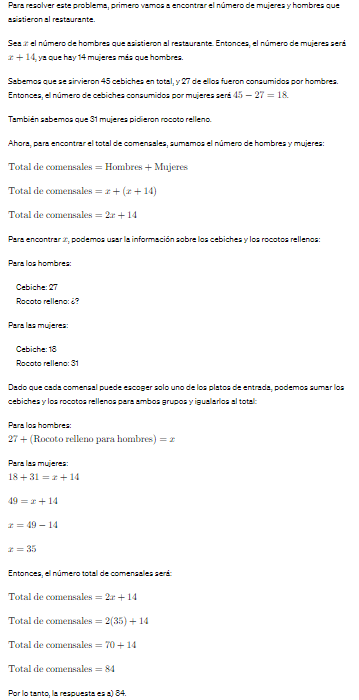 Para resolver este problema, primero vamos a encontrar el número de mujeres y hombres que
asistieron al restaurante.
Sea x el número de hombres que asistieron al restaurante. Entonces, el número de mujeres será
x + 14, ya que hay 14 mujeres más que hombres.
Sabemos que se sirvieron 45 cebiches en total, y 27 de ellos fueron consumidos por hombres.
Entonces, el número de cebiches consumidos por mujeres será 45 − 27 = 18.
También sabemos que 31 mujeres pidieron rocoto relleno.
Ahora, para encontrar el total de comensales, sumamos el número de hombres y mujeres:
Total de comensales = Hombres + Mujeres
Total de comensales = x + (x + 14)
Total de comensales = 2x + 14
Para encontrar x, podemos usar la información sobre los cebiches y los rocotos rellenos:
Para los hombres:
Cebiche: 27
Rocoto relleno: ¿?
Para las mujeres:
Cebiche: 18
Rocoto relleno: 31
Dado que cada comensal puede escoger solo uno de los platos de entrada, podemos sumar los
cebiches y los rocotos rellenos para ambos grupos y igualarlos al total:
Para los hombres:
27 + (Rocoto relleno para hombres) = x
Para las mujeres:
18 + 31 = x + 14
49 = x + 14
x = 49 − 14
x = 35
Entonces, el número total de comensales será:
Total de comensales = 2x + 14
Total de comensales = 2(35) + 14
Total de comensales = 70 + 14
Total de comensales = 84
Por lo tanto, la respuesta es a) 84.